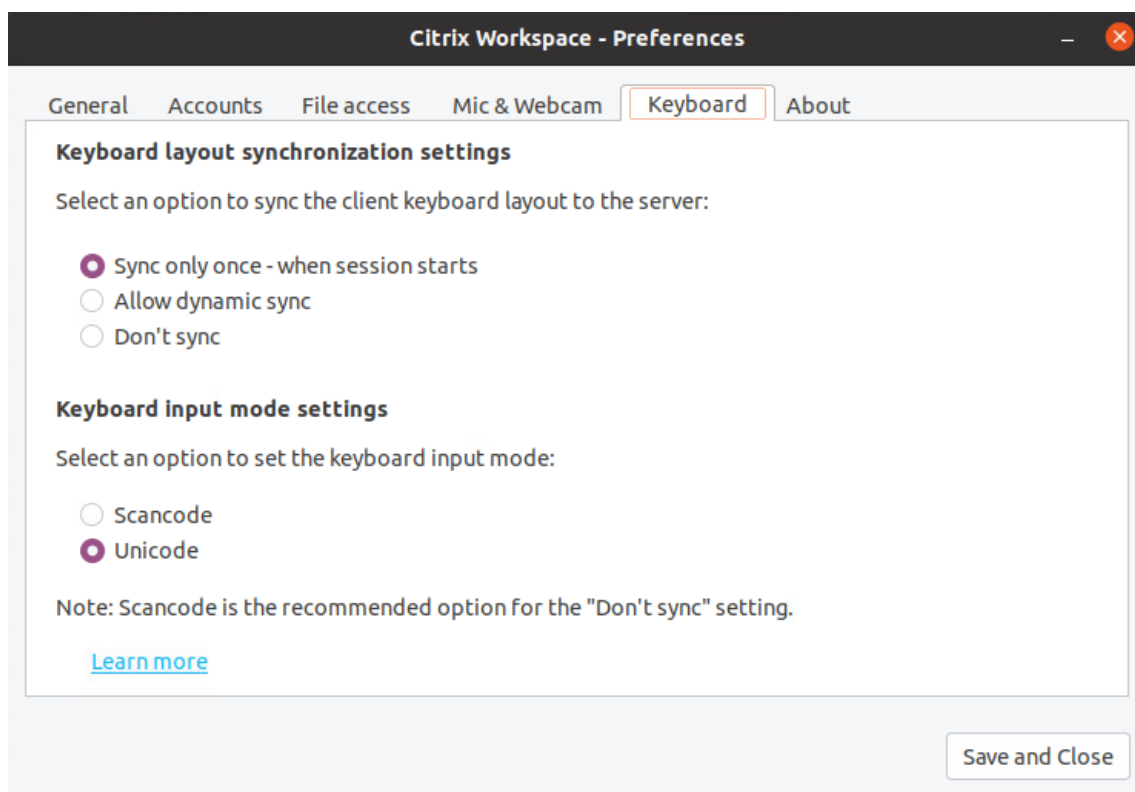 Citrix Workspace - Preferences
General Accounts File access Mic & Webcam Keyboard About
Keyboard layout synchronization settings
Select an option to sync the client keyboard layout to the server:
Sync only once - when session starts
Allow dynamic sync
Don't sync
Keyboard input mode settings
Select an option to set the keyboard input mode:
Scancode
Unicode
Note: Scancode is the recommended option for the "Don't sync" setting.
Learn more
Save and Close